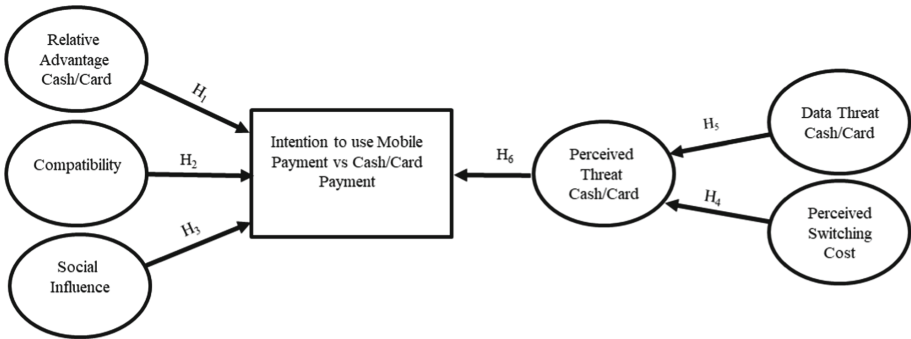 Relative
Advantage
Cash/Card
H1
Compatibility
H2
Social
Influence
H3
Intention to use Mobile
Payment vs Cash/Card
Payment
H6
Perceived
Threat
Cash/Card
H5
Data Threat
Cash/Card
H4
Perceived
Switching
Cost